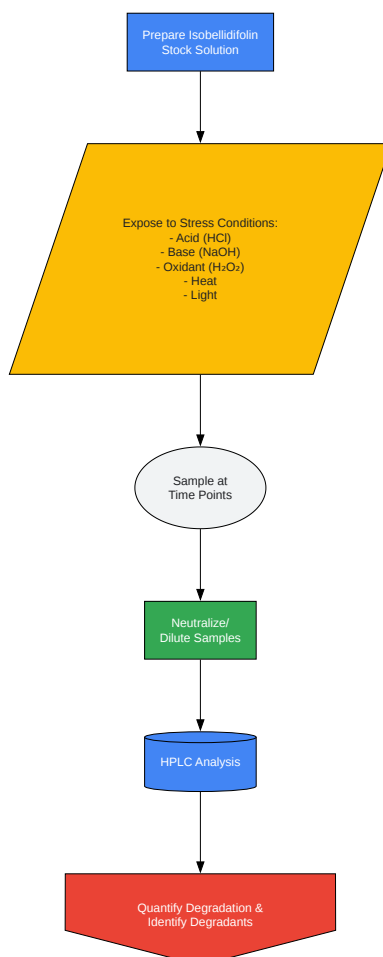 Prepare Isobellidifolin
Stock Solution
Expose to Stress Conditions:
- Acid (HCl)
- Base (NaOH)
- Oxidant (H₂O₂)
- Heat
- Light
Sample at
Time Points
Neutralize/
Dilute Samples
HPLC Analysis
Quantify Degradation &
Identify Degradants